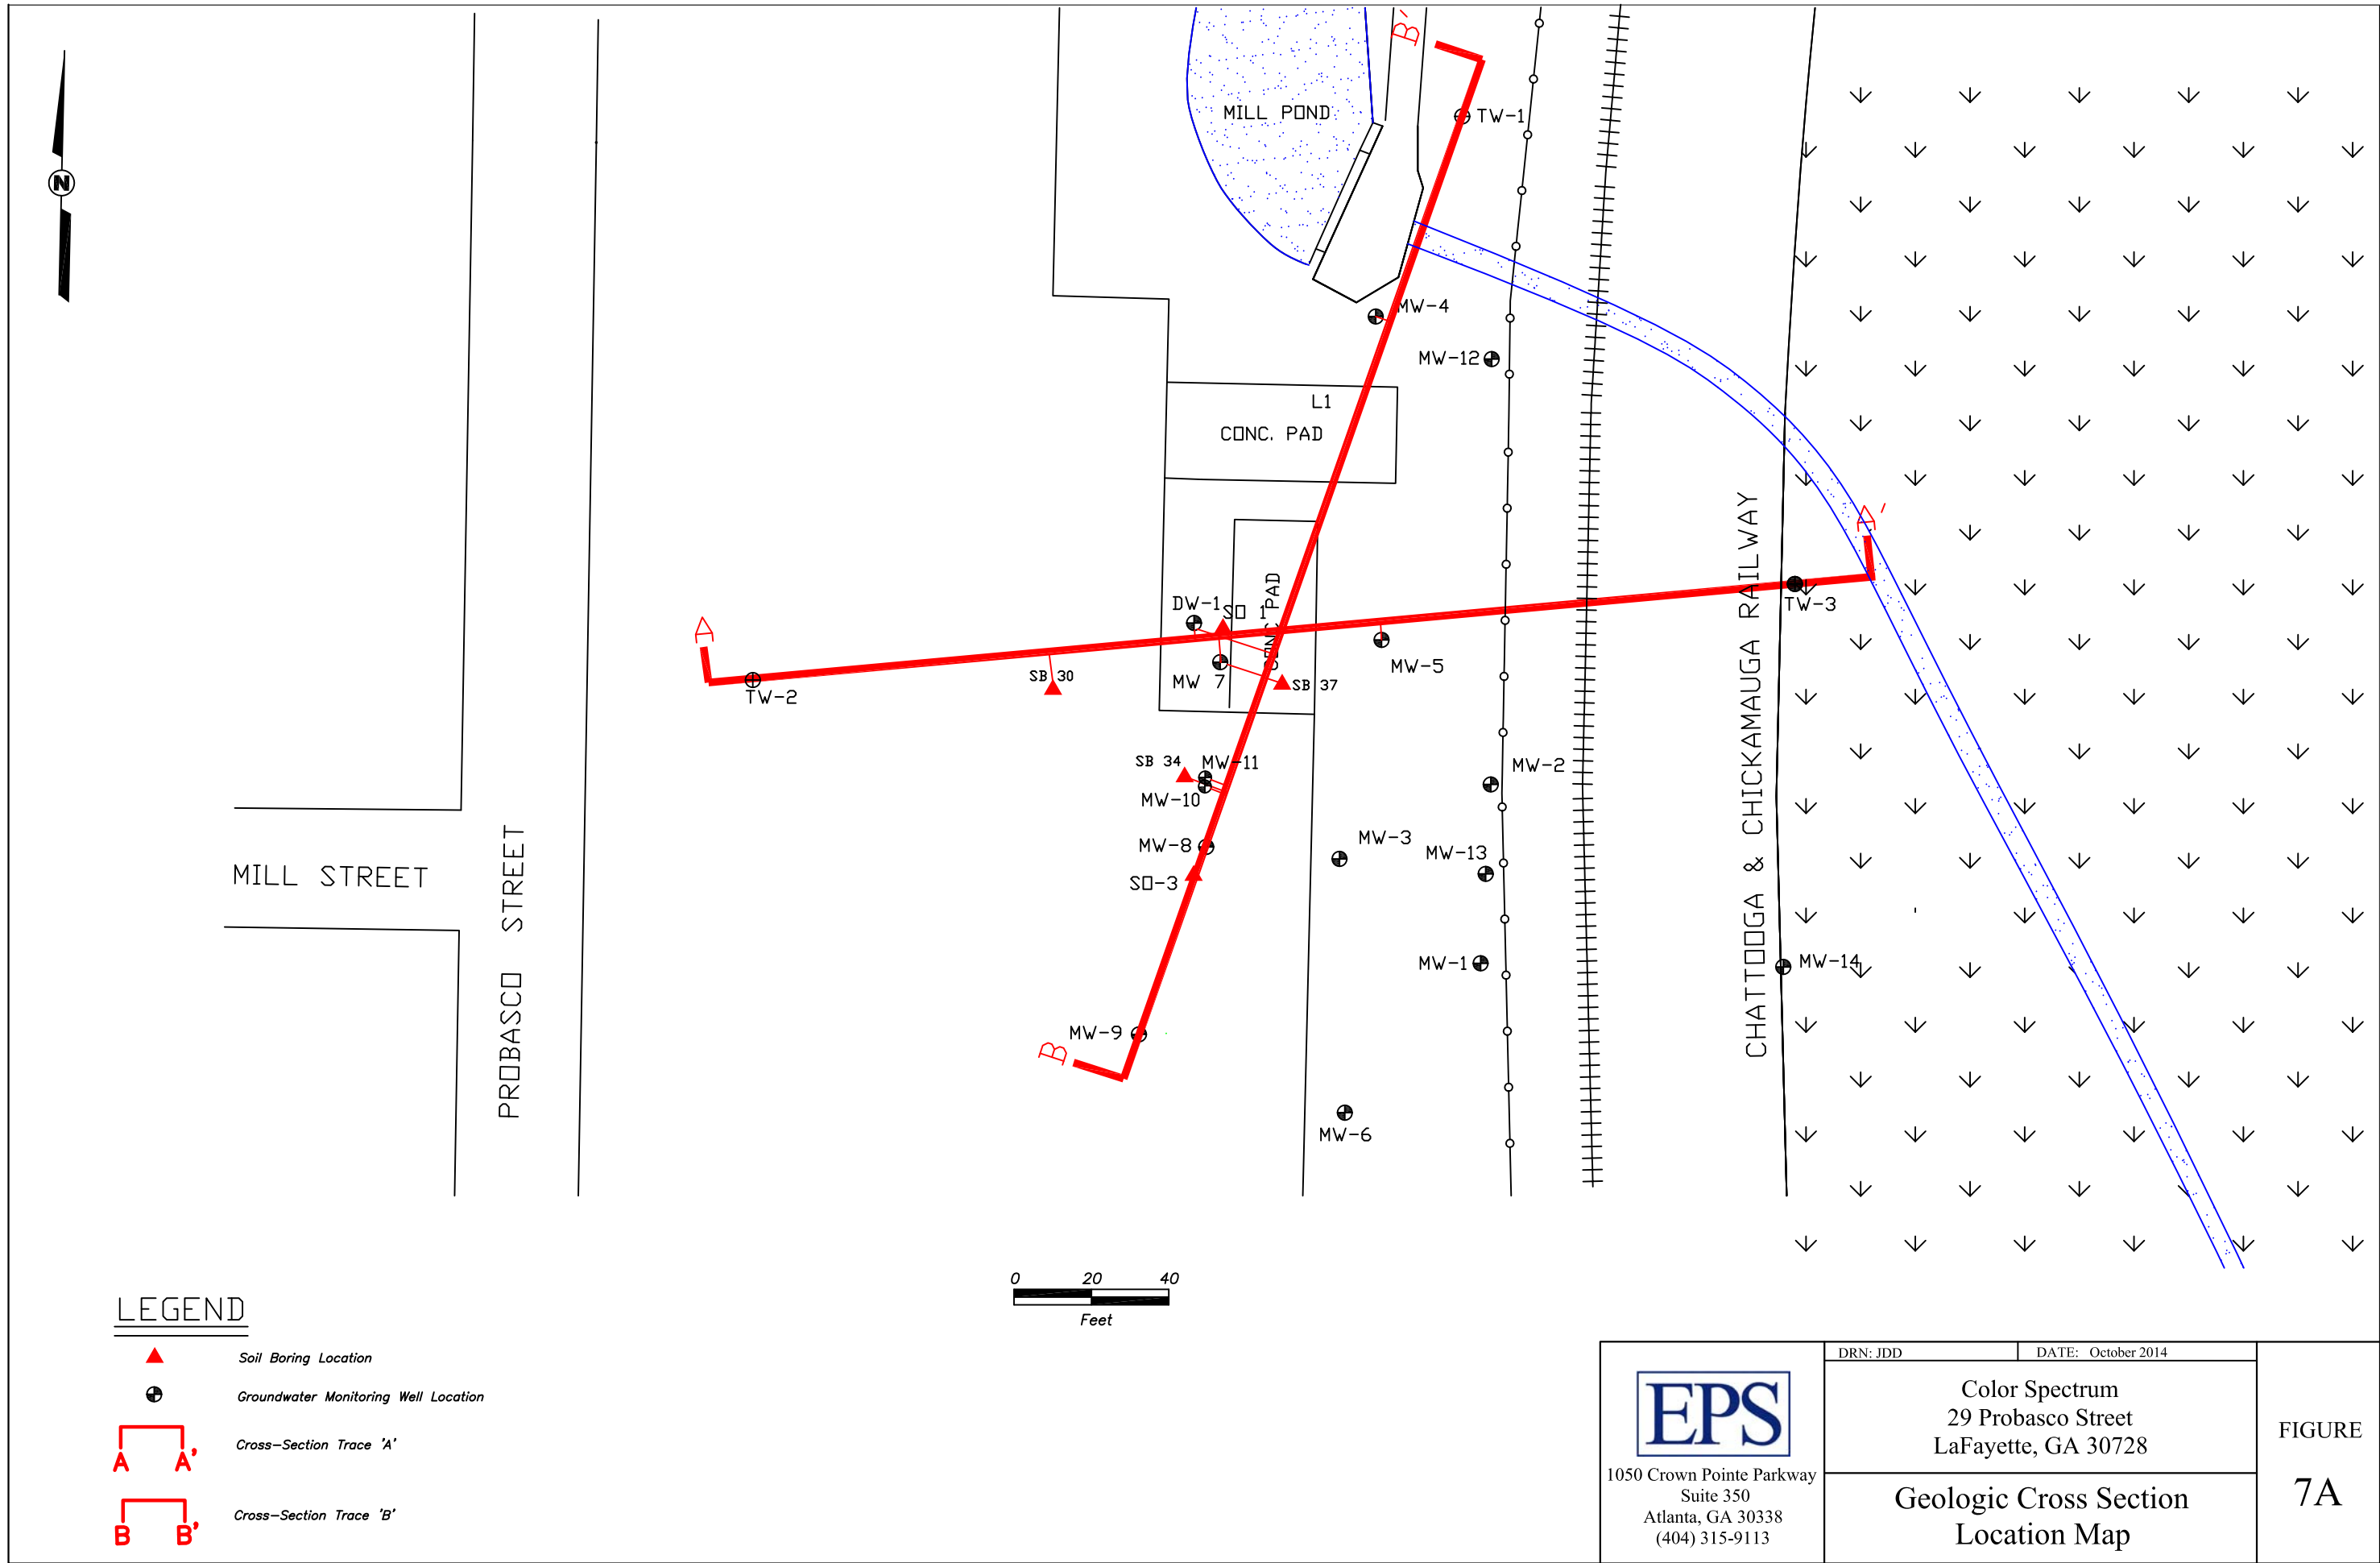 B'
MILL POND
TW-1
N
MW-4
MW-12
L1
CONC. PAD
CHATTOOGA & CHICKAMAUGA RAILWAY
A'
CONC. PAD
DW-1
SO 1
TW-3
A
MW-5
SB 30
MW 7
SB 37
TW-2
SB 34
MW-11
MW-2
MW-10
MW-8
MW-3
MW-13
MILL STREET
PROBASCO STREET
SO-3
MW-1
MW-14
MW-9
B
MW-6
0 20 40
Feet
LEGEND
Soil Boring Location
Groundwater Monitoring Well Location
A A'
Cross-Section Trace 'A'
B B'
Cross-Section Trace 'B'
EPS
1050 Crown Pointe Parkway
Suite 350
Atlanta, GA 30338
(404) 315-9113
DRN: JDD
DATE: October 2014
Color Spectrum
29 Probasco Street
LaFayette, GA 30728
Geologic Cross Section
Location Map
FIGURE
7A